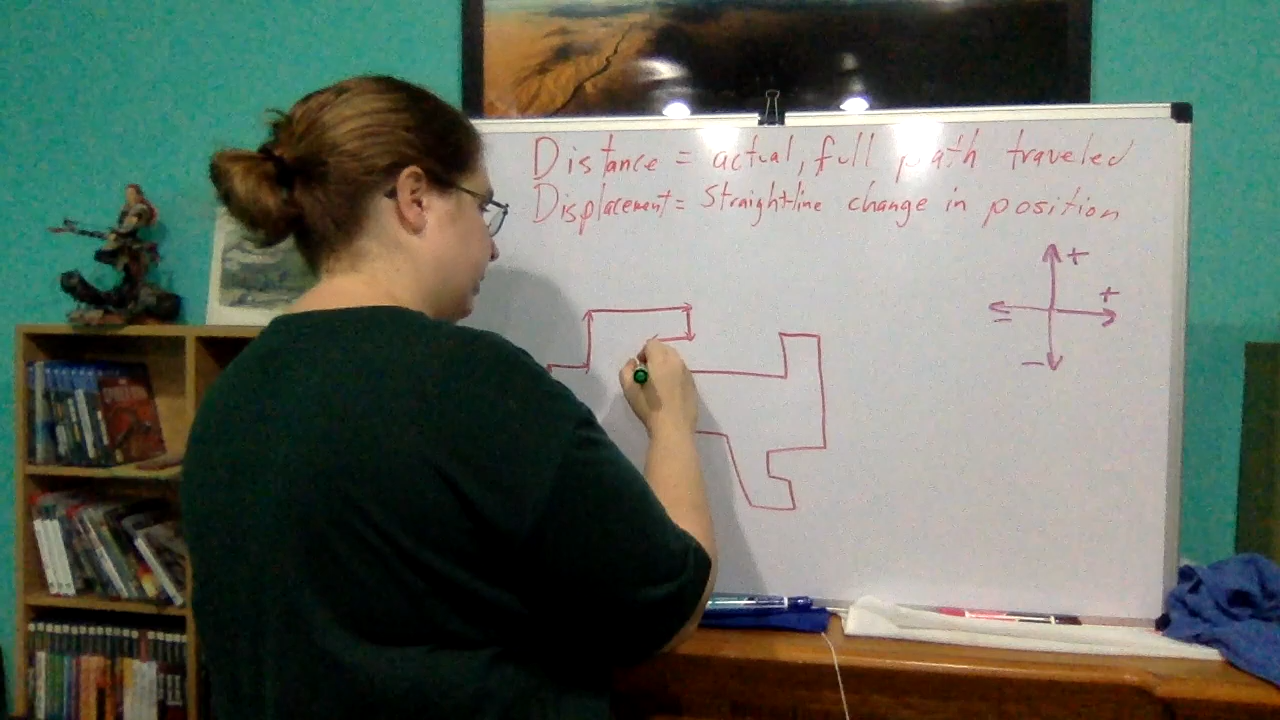 Distance = actual, full path traveled
Displacement = Straight-line change in position
+
+
-
-